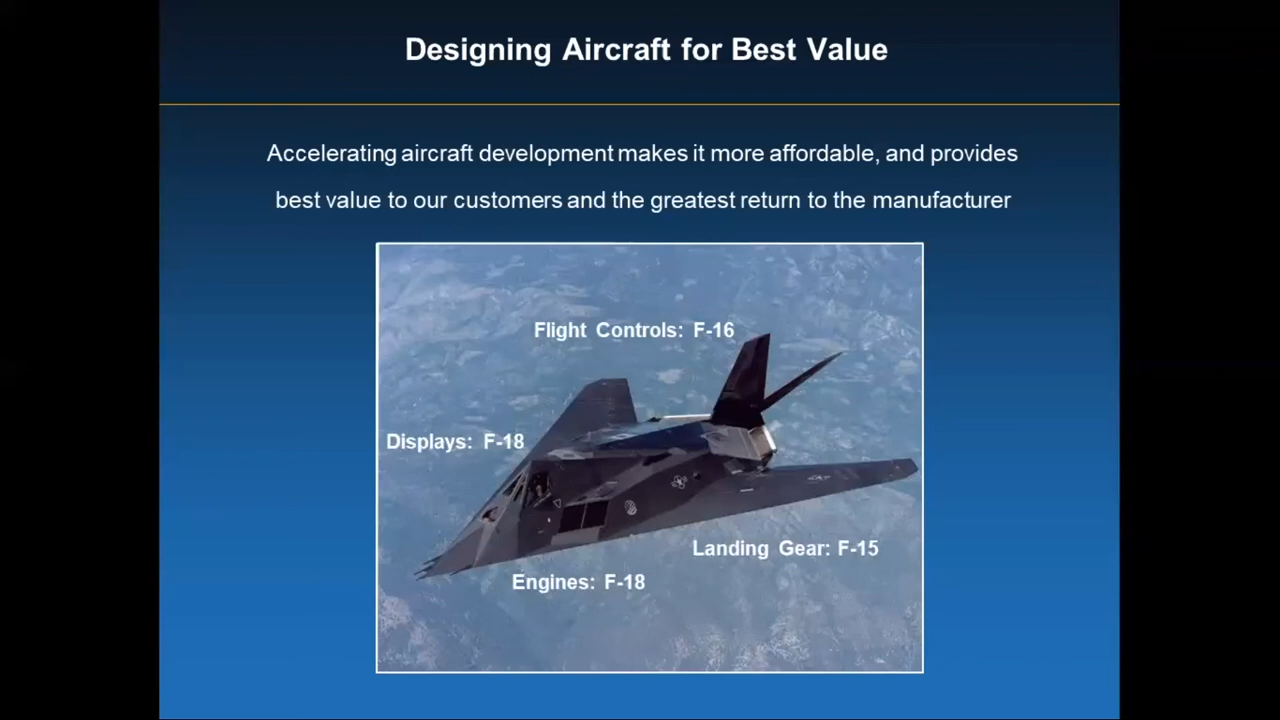 Designing Aircraft for Best Value
Accelerating aircraft development makes it more affordable, and provides
best value to our customers and the greatest return to the manufacturer
Flight Controls: F-16
Displays: F-18
Landing Gear: F-15
Engines: F-18